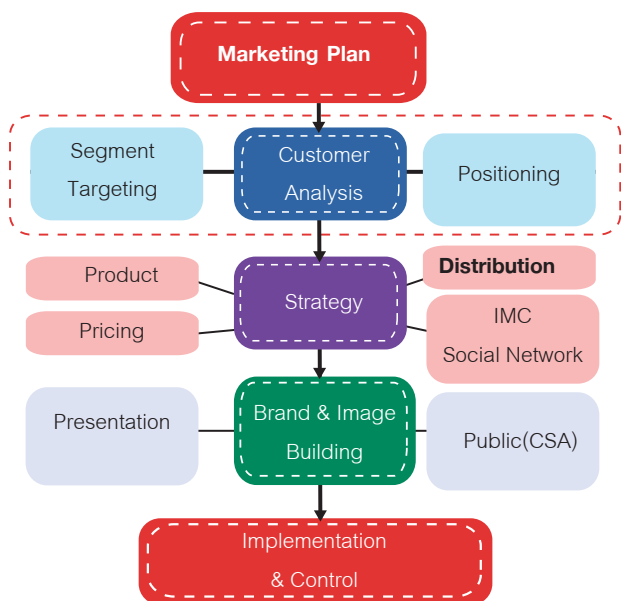 Marketing Plan
Segment
Targeting
Customer
Analysis
Positioning
Product
Pricing
Strategy
Distribution
IMC
Social Network
Presentation
Brand & Image
Building
Public(CSA)
Implementation
& Control